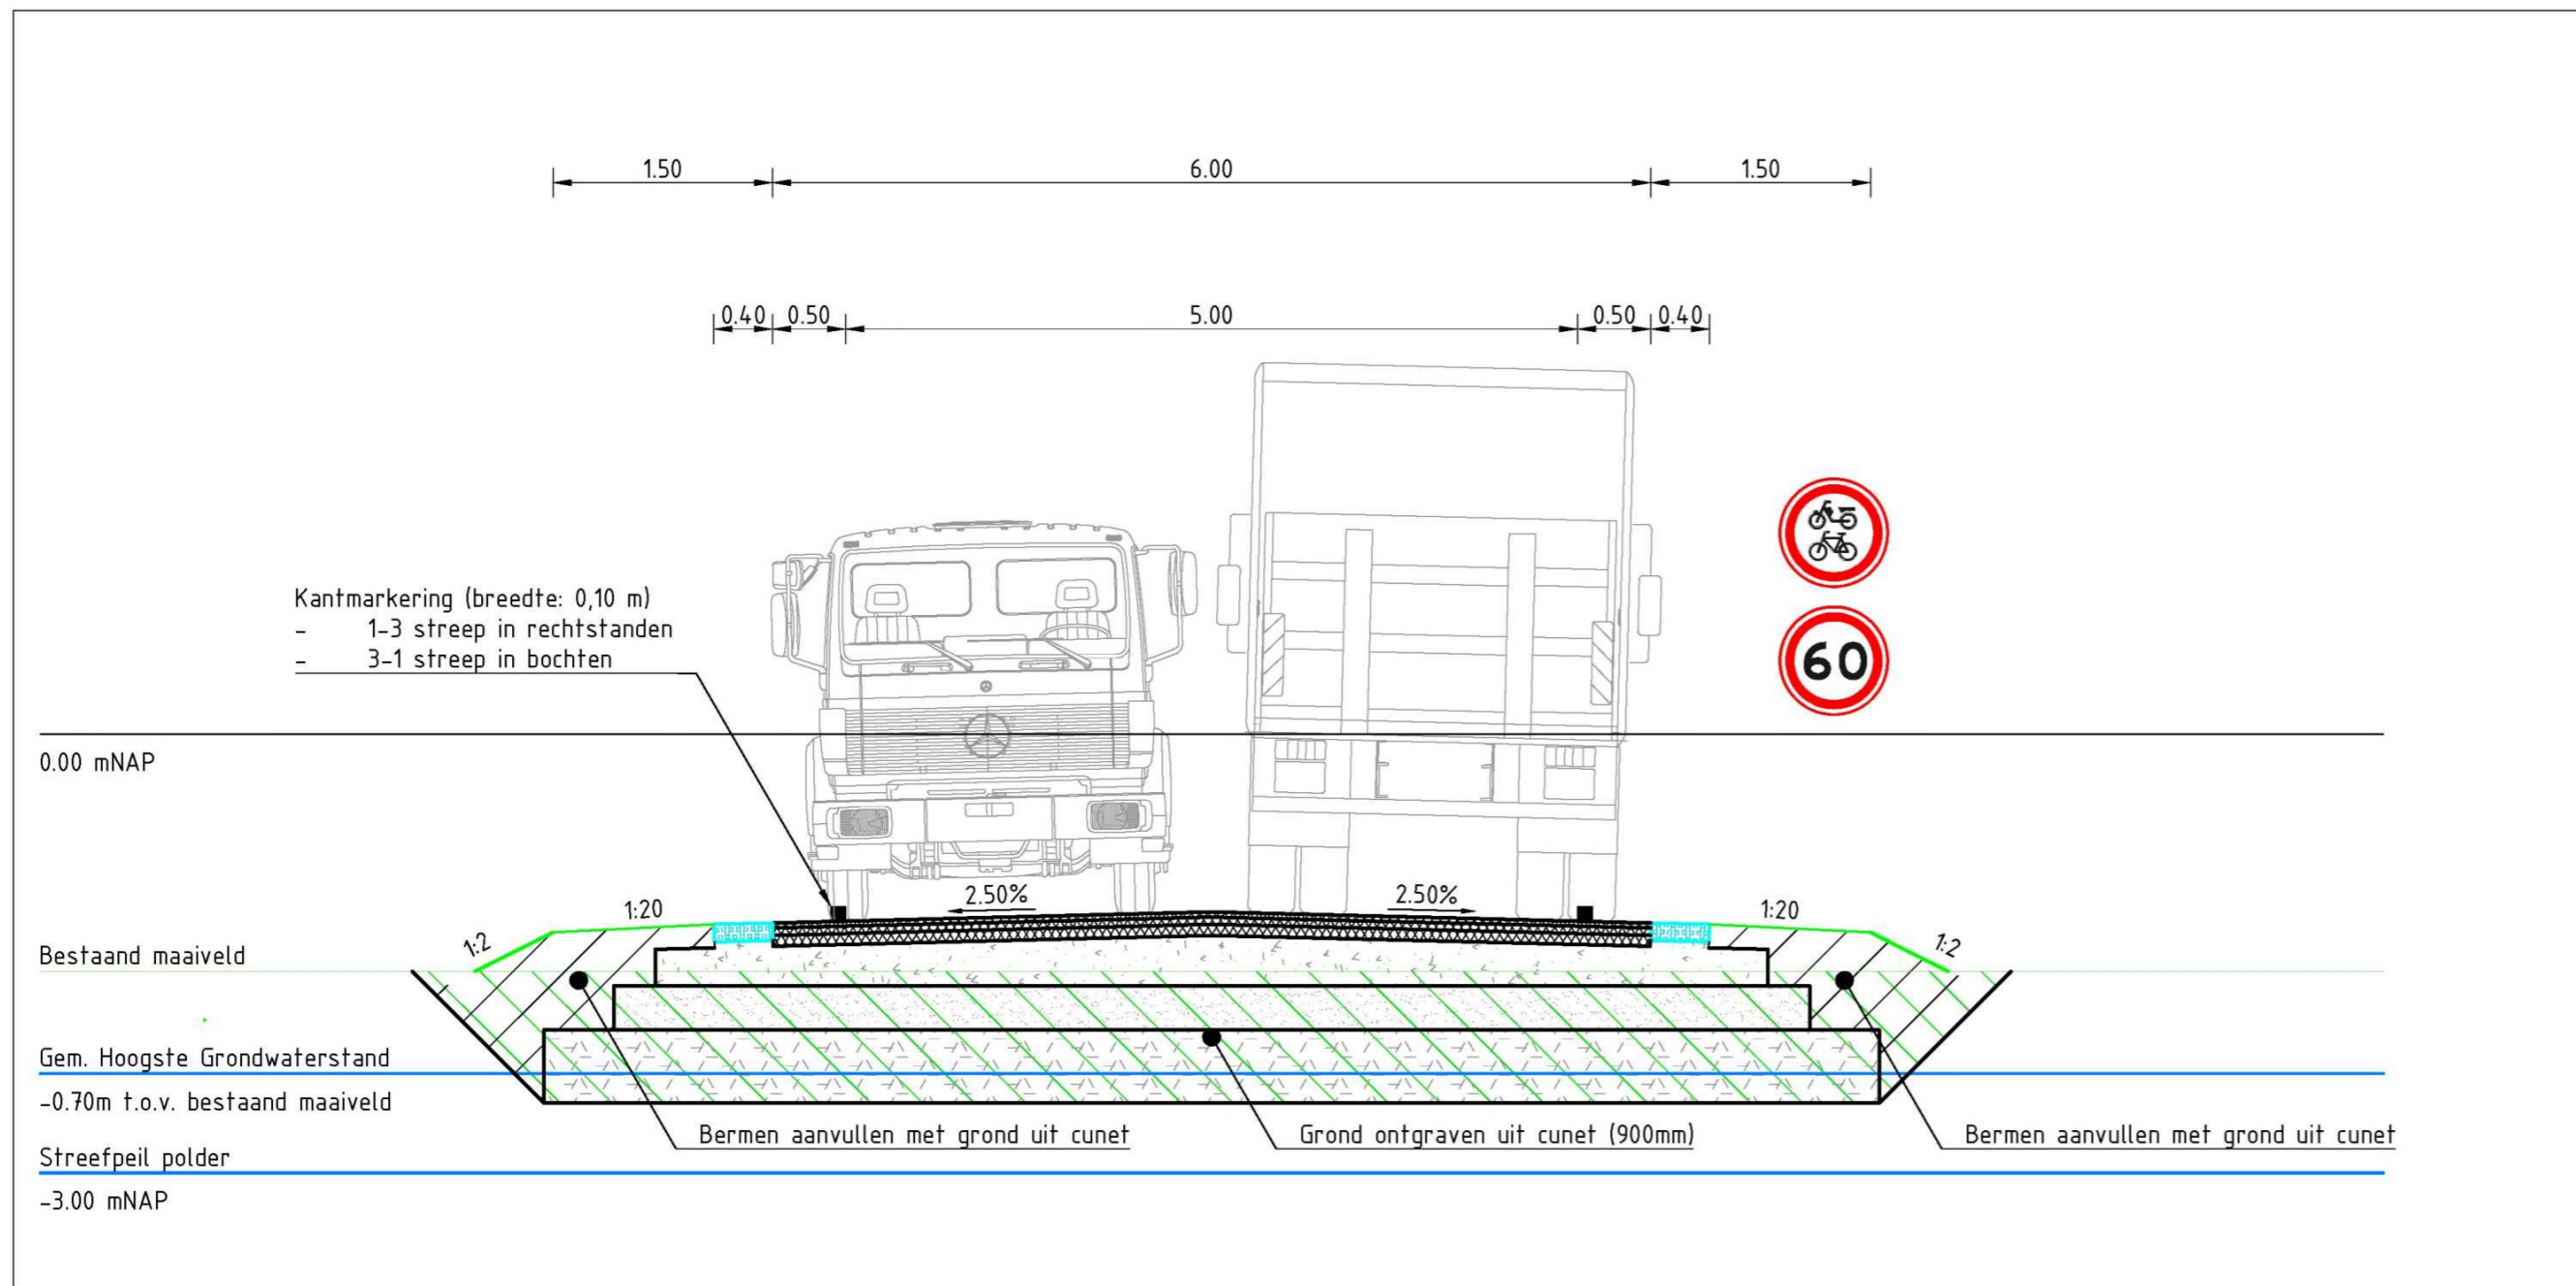 1.50
6.00
1.50
0.40
0.50
5.00
0.50
0.40
Kantmarkering (breedte: 0,10 m)
- 1-3 streep in rechtstanden
- 3-1 streep in bochten
60
0.00 mNAP
2.50%
2.50%
1:20
1:20
1:2
1:2
Bestaand maaiveld
Gem. Hoogste Grondwaterstand
-0.70m t.o.v. bestaand maaiveld
Bermen aanvullen met grond uit cunet
Grond ontgraven uit cunet (900mm)
Bermen aanvullen met grond uit cunet
Streefpeil polder
-3.00 mNAP